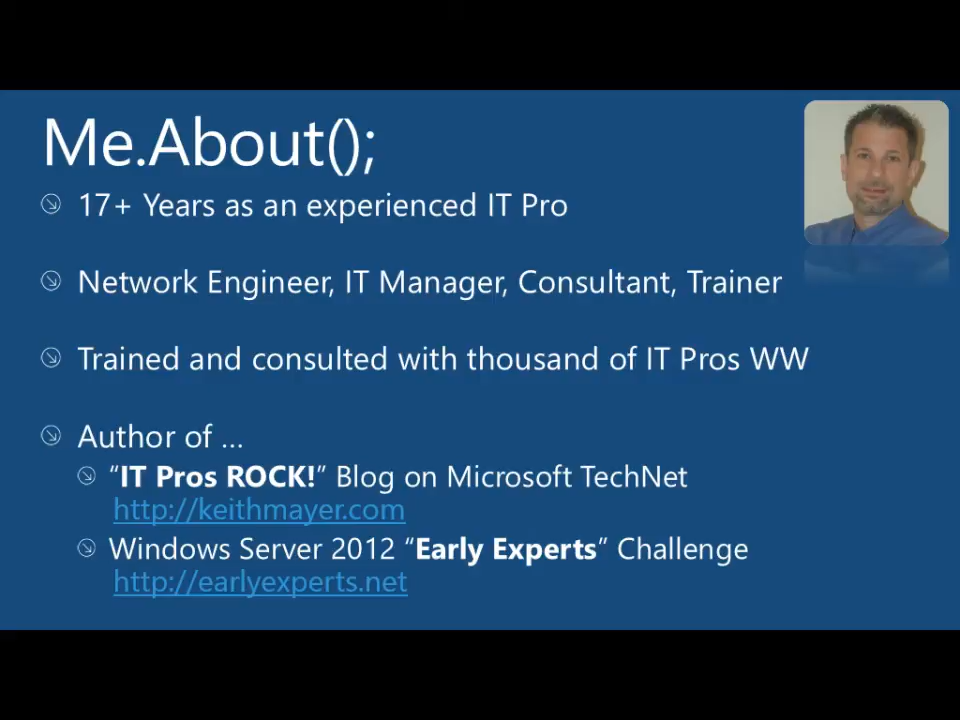 Me.About();
17+ Years as an experienced IT Pro
Network Engineer, IT Manager, Consultant, Trainer
Trained and consulted with thousand of IT Pros WW
Author of …
“IT Pros ROCK!” Blog on Microsoft TechNet
http://keithmayer.com
Windows Server 2012 “Early Experts” Challenge
http://earlyexperts.net